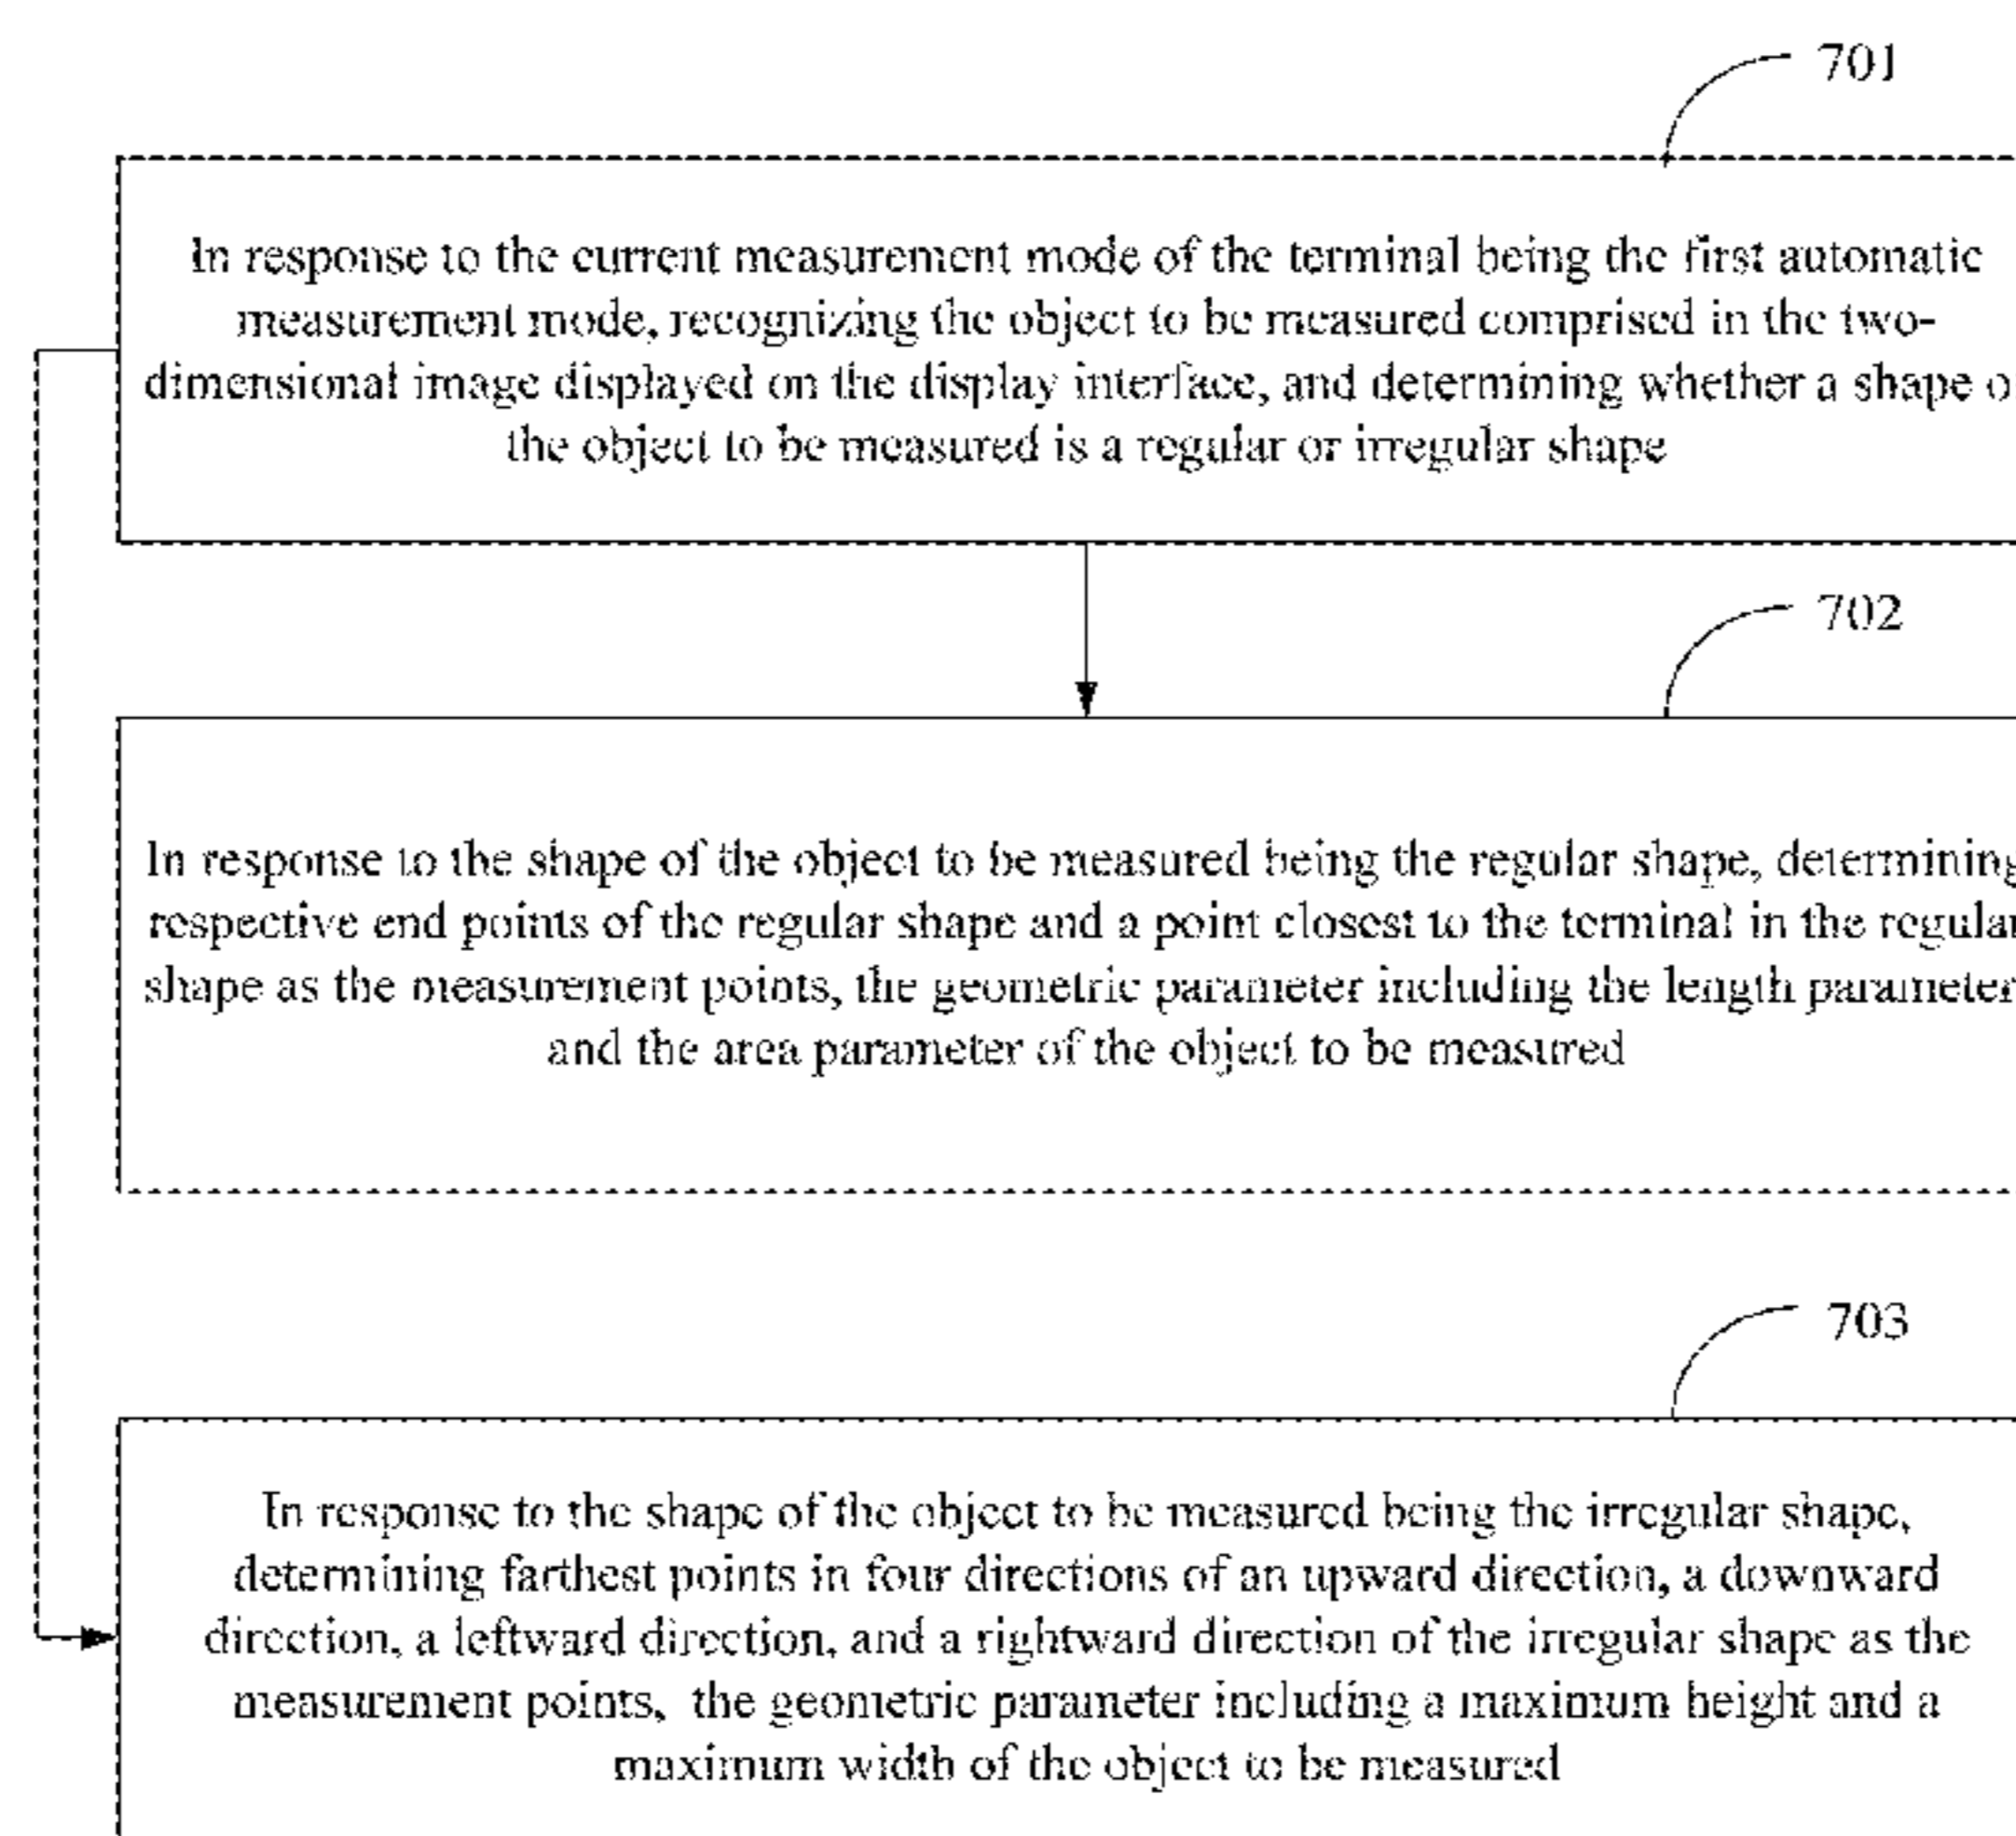 701
In response to the current measurement mode of the terminal being the first automatic
measurement mode, recognizing the object to be measured comprised in the two-
dimensional image displayed on the display interface, and determining whether a shape
the object to be measured is a regular or irregular shape
702
In response to the shape of the object to be measured being the regular shape, determining
respective end points of the regular shape and a point closest to the terminal in the regular
shape as the measurement points, the geometric parameter including the length parameter
and the area parameter of the object to be measured
703
In response to the shape of the object to be measured being the irregular shape,
determining farthest points in four directions of an upward direction, a downward
direction, a leftward direction, and a rightward direction of the irregular shape as the
measurement points, the geometric parameter including a maximum height and a
maximum width of the object to be measured